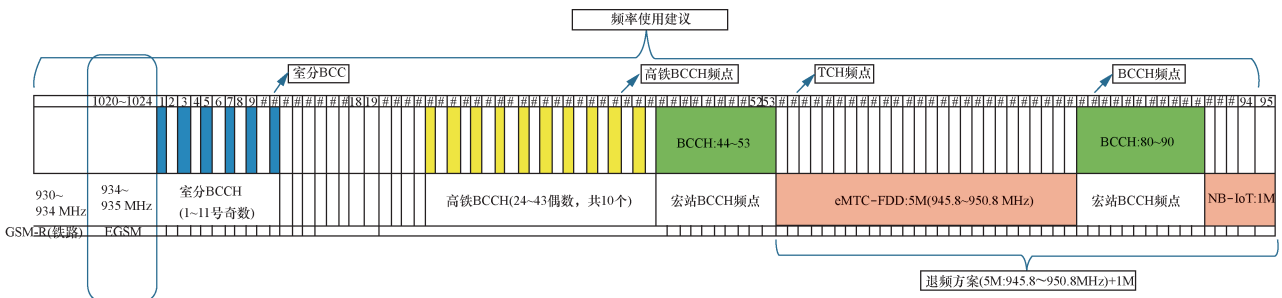 频率使用建议
室分BCC
高铁BCCH频点
TCH频点
BCCH频点
1020~1024 1 2 3 4 5 6 7 8 9 # # # # # # # # 18 19 # # # # # # # # # # # # # # # # # # # # # # # # # # # # # # # # 52 53 # # # # # # # # # # # # # # # # # # # # # # # # # # # # # # # # # # # # # # # # 94 95
BCCH:44~53
BCCH:80~90
930~
934 MHz
934~
935 MHz
室分BCCH
(1~11号奇数)
高铁BCCH(24~43偶数，共10个)
宏站BCCH频点
eMTC-FDD:5M(945.8~950.8 MHz)
宏站BCCH频点
NB-IoT:1M
GSM-R(铁路)
EGSM
退频方案(5M:945.8~950.8MHz)+1M